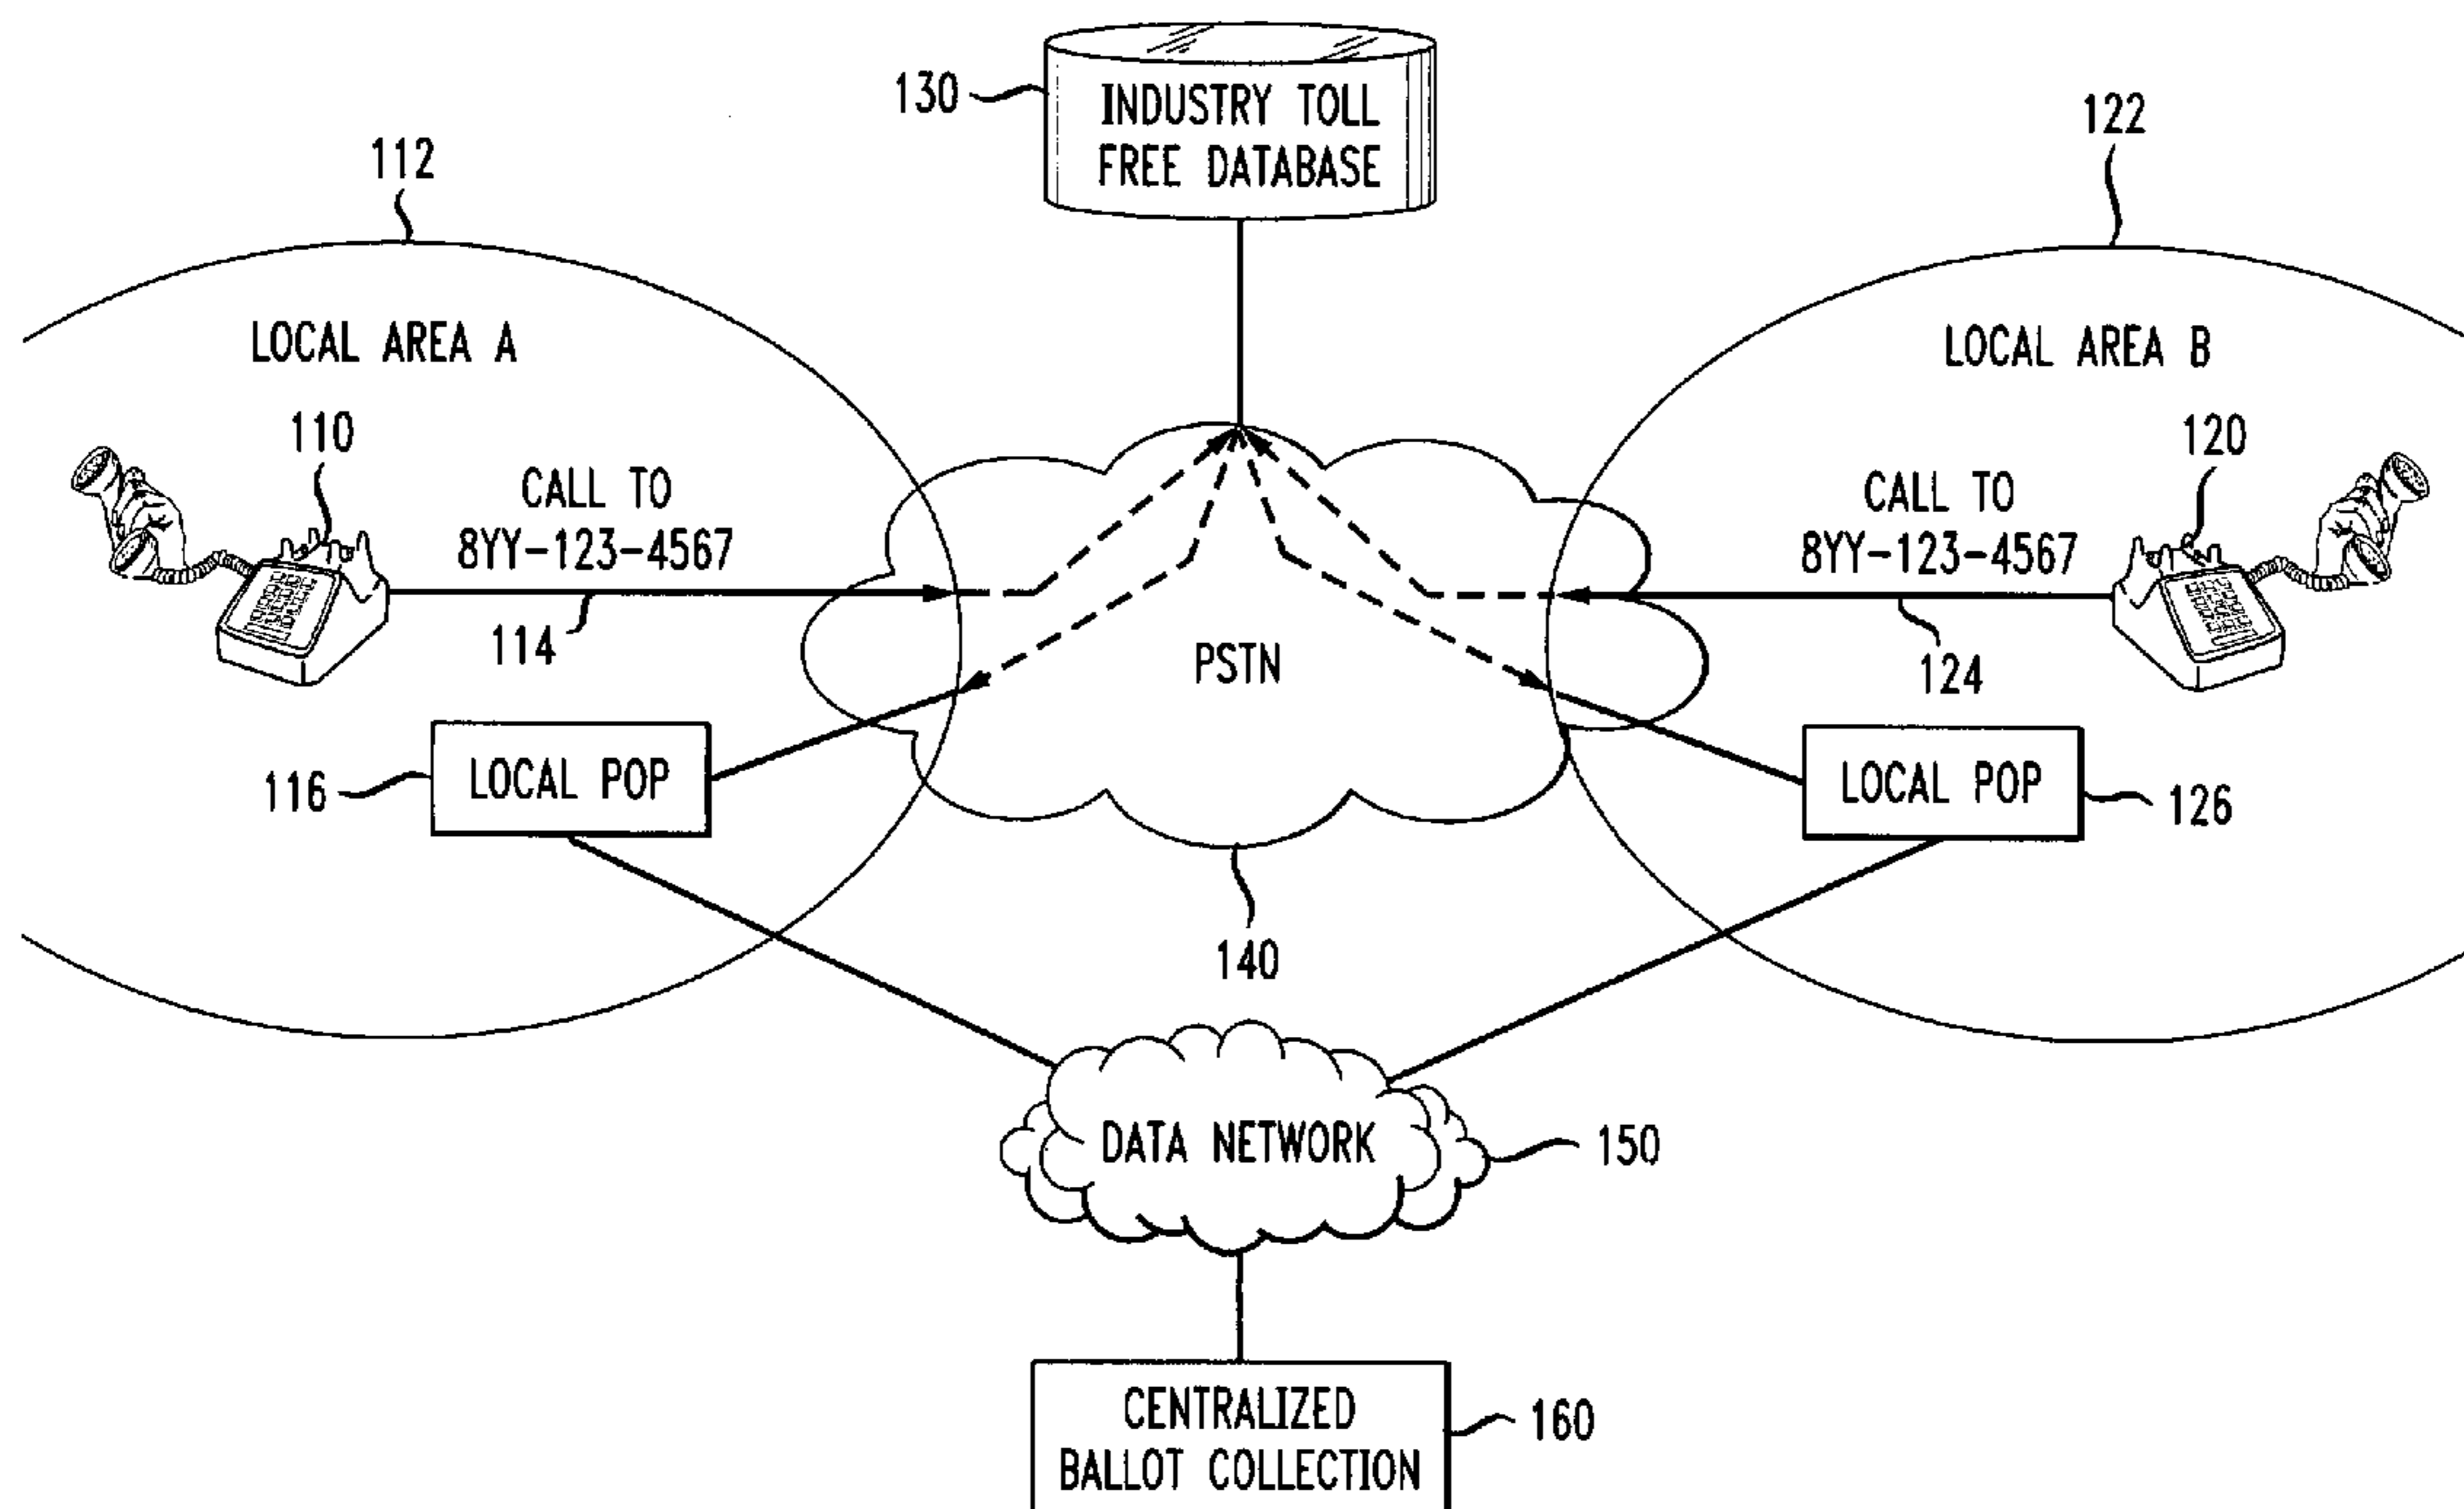 130
INDUSTRY TOLL
FREE DATABASE
112
122
LOCAL AREA A
LOCAL AREA B
110
CALL TO
8YY-123-4567
114
120
CALL TO
8YY-123-4567
124
PSTN
116
LOCAL POP
LOCAL POP
126
140
DATA NETWORK
150
CENTRALIZED
BALLOT COLLECTION
160